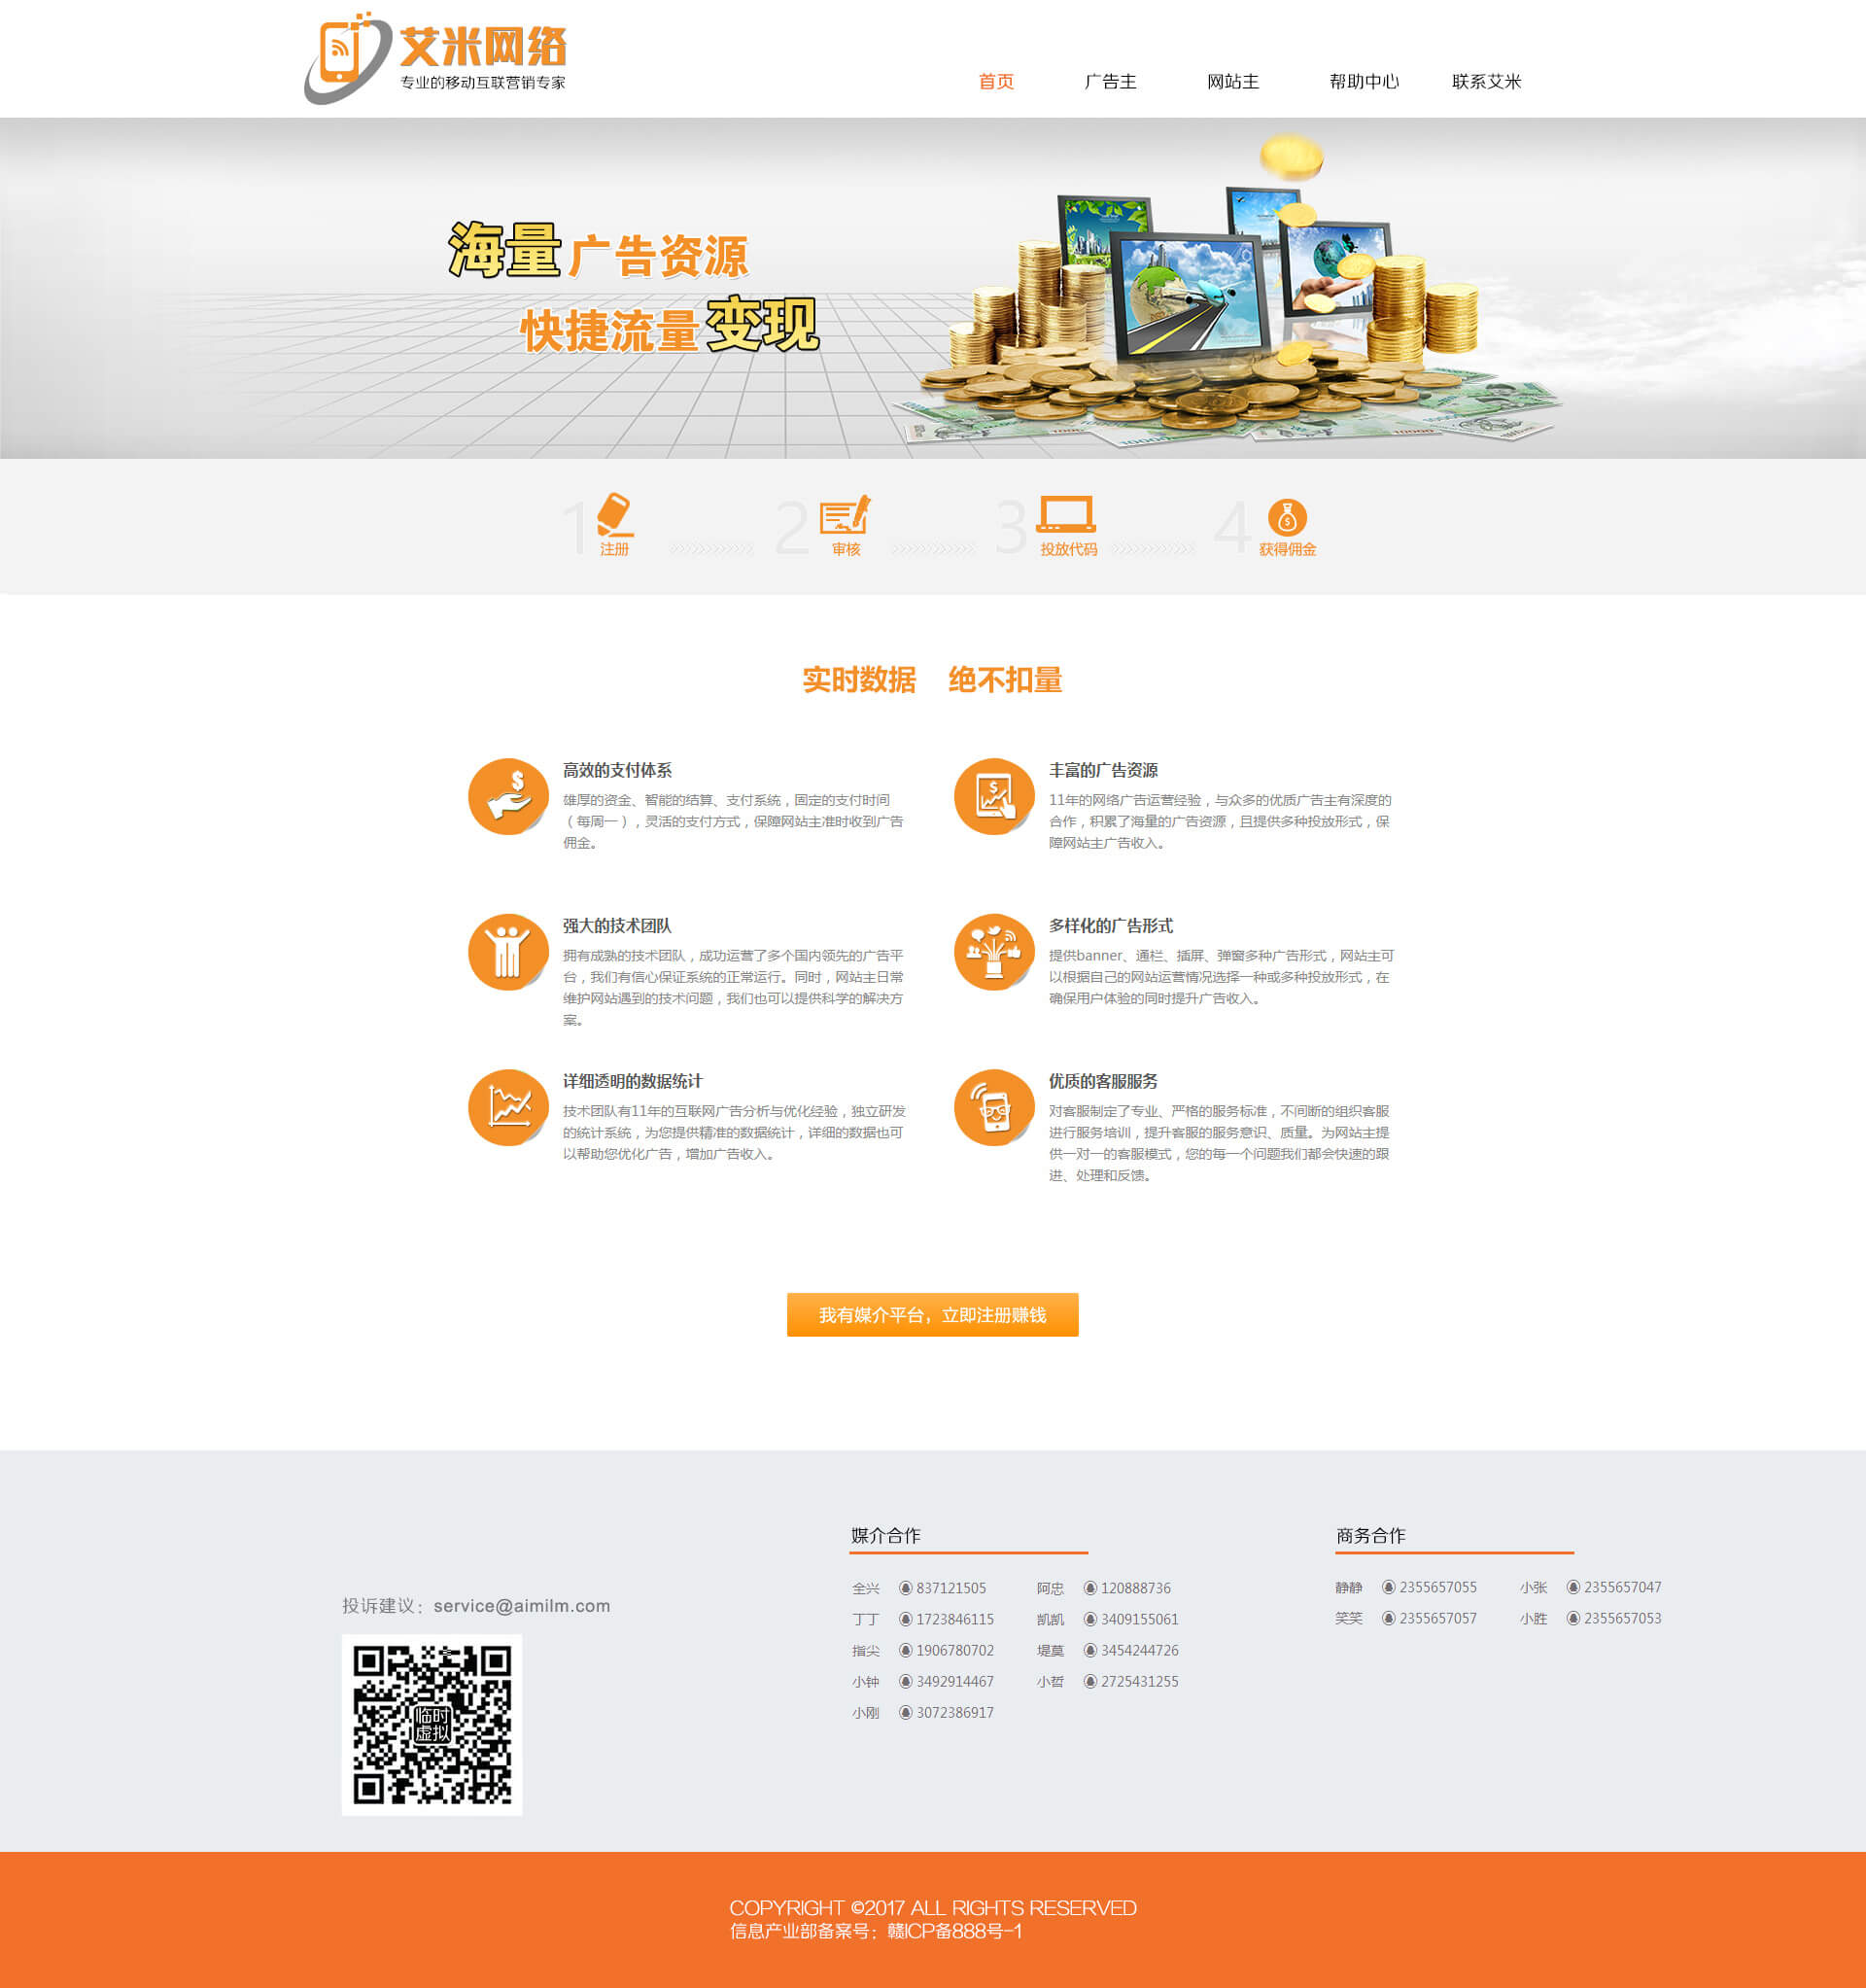 艾米网络
专业的移动互联营销专家
首页 广告主 网站主 帮助中心 联系艾米
海量广告资源
快捷流量变现
1 注册 2 审核 3 投放代码 4 获得佣金
实时数据 绝不扣量
高效的支付体系
雄厚的资金、智能的结算、支付系统，固定的支付时间
（每周一），灵活的支付方式，保障网站主准时收到广告
佣金。
丰富的广告资源
11年的网络广告运营经验，与众多的优质广告主有深度的
合作，积累了海量的广告资源，且提供多种投放形式，保
障网站主广告收入。
强大的技术团队
拥有成熟的技术团队，成功运营了多个国内领先的广告平
台，我们有信心保证系统的正常运行。同时，网站主日常
维护网站遇到的技术问题，我们也可以提供科学的解决方
案。
多样化的广告形式
提供banner、通栏、插屏、弹窗多种广告形式，网站主可
以根据自己的网站运营情况选择一种或多种投放形式，在
确保用户体验的同时提升广告收入。
详细透明的数据统计
技术团队有11年的互联网广告分析与优化经验，独立研发
的统计系统，为您提供精准的数据统计，详细的数据也可
以帮助您优化广告，增加广告收入。
优质的客服服务
对客服制定了专业、严格的服务标准，不间断的组织客服
进行服务培训，提升客服的服务意识、质量。为网站主提
供一对一的客服模式，您的每一个问题我们都会快速的跟
进、处理和反馈。
我有媒介平台，立即注册赚钱
投诉建议：service@aimilm.com
临时
虚拟
媒介合作
全兴 837121505 阿忠 120888736
丁丁 1723846115 凯凯 3409155061
指尖 1906780702 堤莫 3454244726
小钟 3492914467 小哲 2725431255
小刚 3072386917
商务合作
静静 2355657055 小张 2355657047
笑笑 2355657057 小胜 2355657053
COPYRIGHT ©2017 ALL RIGHTS RESERVED
信息产业部备案号：赣ICP备888号-1